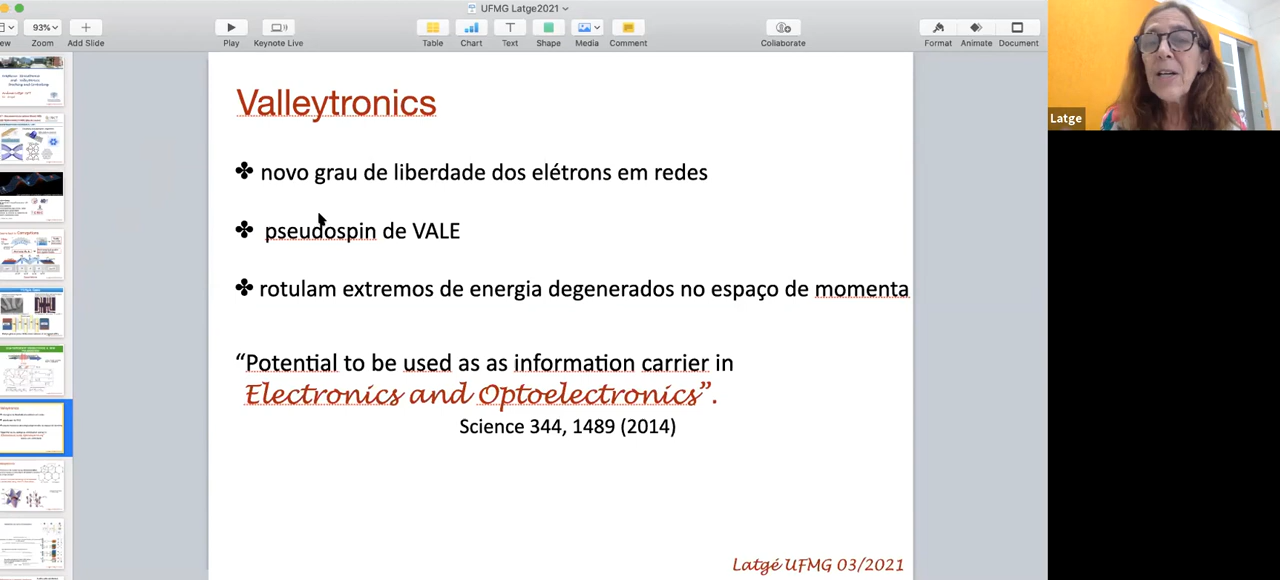 UFMG Latge2021
93%
Zoom
Add Slide
Play
Keynote Live
Table
Chart
Text
Shape
Media
Comment
Collaborate
Format
Animate
Document
Latge
Valleytronics
novo grau de liberdade dos elétrons em redes
pseudospin de VALE
rotulam extremos de energia degenerados no espaço de momenta
“Potential to be used as as information carrier in
Electronics and Optoelectronics”.
Science 344, 1489 (2014)
Latgé UFMG 03/2021